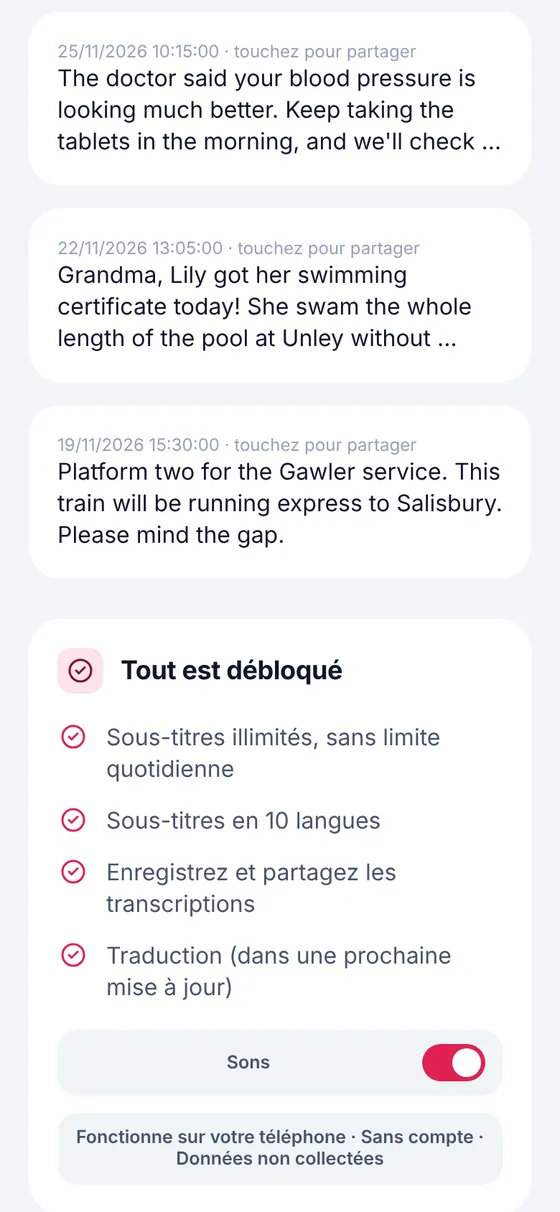 25/11/2026 10:15:00 · touchez pour partager
The doctor said your blood pressure is
looking much better. Keep taking the
tablets in the morning, and we'll check ...
22/11/2026 13:05:00 · touchez pour partager
Grandma, Lily got her swimming
certificate today! She swam the whole
length of the pool at Unley without ...
19/11/2026 15:30:00 · touchez pour partager
Platform two for the Gawler service. This
train will be running express to Salisbury.
Please mind the gap.
Tout est débloqué
Sous-titres illimités, sans limite
quotidienne
Sous-titres en 10 langues
Enregistrez et partagez les
transcriptions
Traduction (dans une prochaine
mise à jour)
Sons
Fonctionne sur votre téléphone · Sans compte ·
Données non collectées